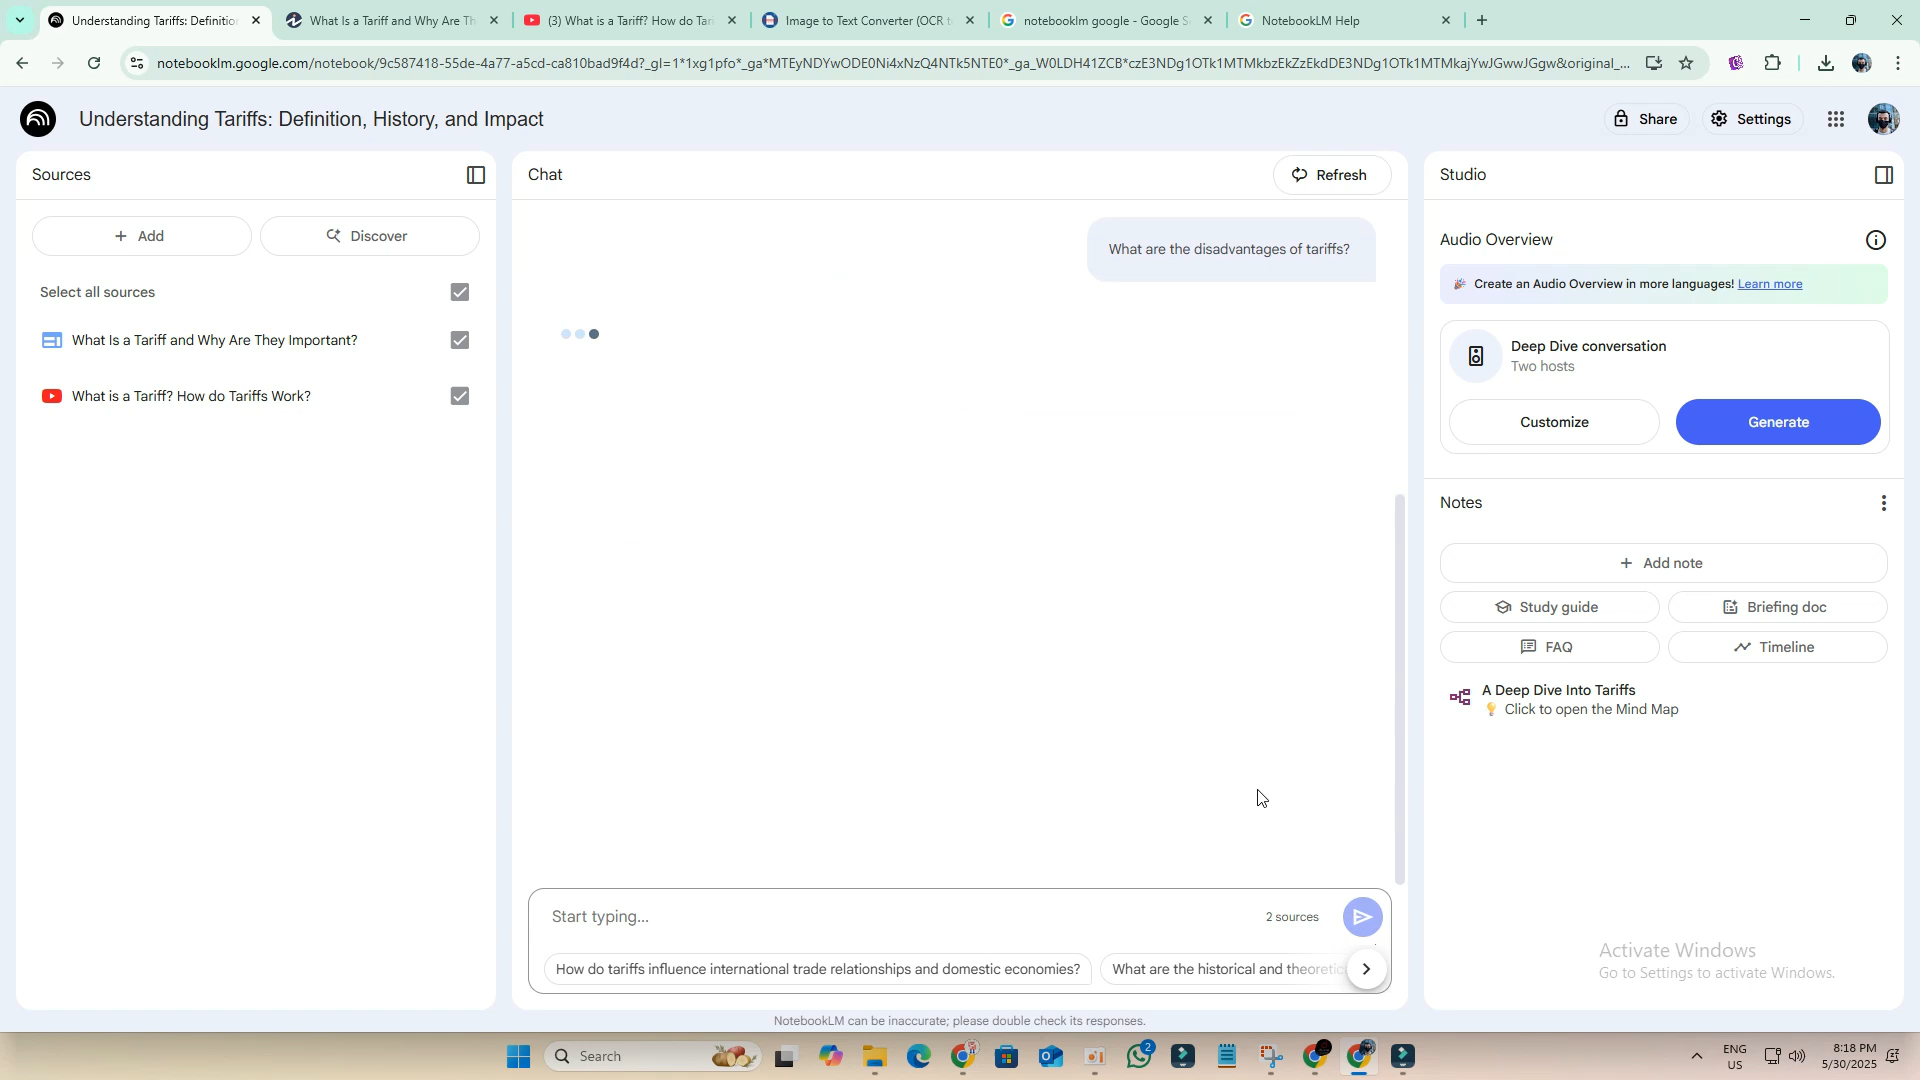 Understanding Tariffs: Definition
What Is a Tariff and Why Are Th
(3) What is a Tariff? How do Tari
Image to Text Converter (OCR t
notebooklm google - Google S
NotebookLM Help
notebooklm.google.com/notebook/9c587418-55de-4a77-a5cd-ca810bad9f4d?_gl=1*1xg1pfo*_ga*MTEyNDYwODE0Ni4xNzQ4NTk5NTE0*_ga_W0LDH41ZCB*czE3NDg1OTk1MTMkbzEkZzEkdDE3NDg1OTk1MTMkajYwJGwwJGgw&original_...
Understanding Tariffs: Definition, History, and Impact
Share
Settings
Sources
Add
Discover
Select all sources
What Is a Tariff and Why Are They Important?
What is a Tariff? How do Tariffs Work?
Chat
Refresh
What are the disadvantages of tariffs?
Start typing...
2 sources
How do tariffs influence international trade relationships and domestic economies?
What are the historical and theoretic
NotebookLM can be inaccurate; please double check its responses.
Studio
Audio Overview
Create an Audio Overview in more languages! Learn more
Deep Dive conversation
Two hosts
Customize
Generate
Notes
Add note
Study guide
Briefing doc
FAQ
Timeline
A Deep Dive Into Tariffs
Click to open the Mind Map
Activate Windows
Go to Settings to activate Windows.
Search
2
ENG
US
8:18 PM
5/30/2025